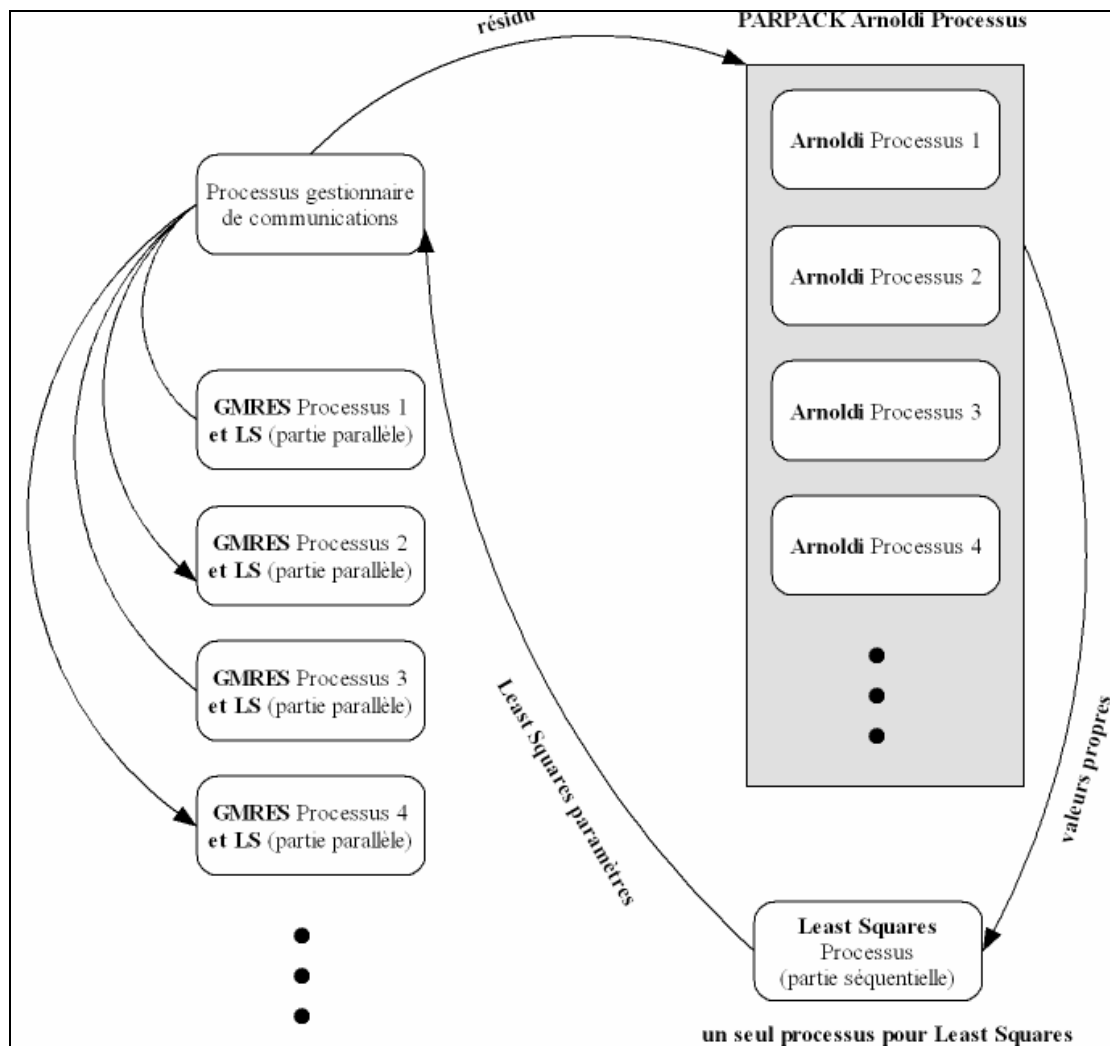 résidu
PARPACK Arnoldi Processus
Arnoldi Processus 1
Processus gestionnaire
de communications
Arnoldi Processus 2
Arnoldi Processus 3
GMRES Processus 1
et LS (partie parallèle)
Arnoldi Processus 4
GMRES Processus 2
et LS (partie parallèle)
GMRES Processus 3
et LS (partie parallèle)
GMRES Processus 4
et LS (partie parallèle)
Least Squares paramètres
valeurs propres
Least Squares
Processus
(partie séquentielle)
un seul processus pour Least Squares